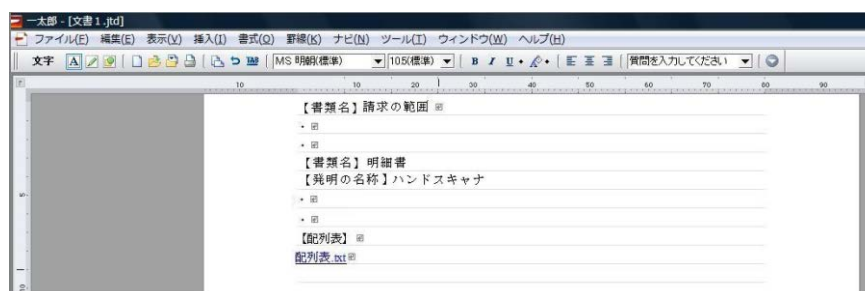 一太郎 - [文書1.jtd]
ファイル(F) 編集(E) 表示(V) 挿入(I) 書式(O) 罫線(K) ナビ(N) ツール(T) ウィンドウ(W) ヘルプ(H)
文字 A MS 明朝(標準) 10.5(標準) B I U 質問を入力してください
10 10 20 30 40 50 60 70 80 90
【書類名】請求の範囲
・
・
【書類名】明細書
【発明の名称】ハンドスキャナ
・
・
【配列表】
配列表.txt